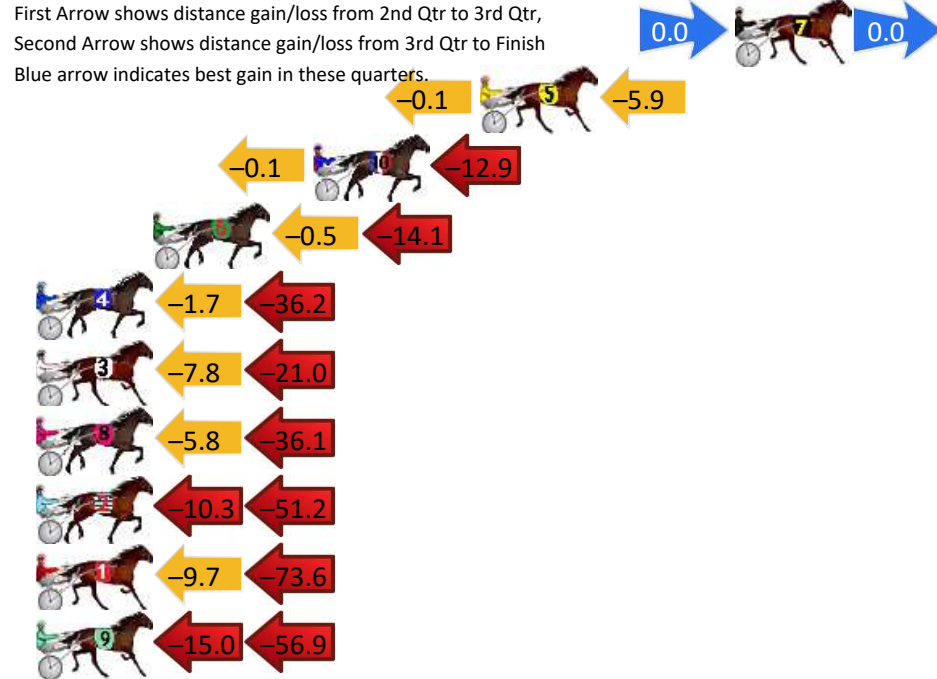 First Arrow shows distance gain/loss from 2nd Qtr to 3rd Qtr,
Second Arrow shows distance gain/loss from 3rd Qtr to Finish
Blue arrow indicates best gain in these quarters.
0.0 7 0.0
–0.1 5 –5.9
–0.1 10 –12.9
–0.5 –14.1
4 –1.7 –36.2
3 –7.8 –21.0
8 –5.8 –36.1
2 –10.3 –51.2
1 –9.7 –73.6
9 –15.0 –56.9